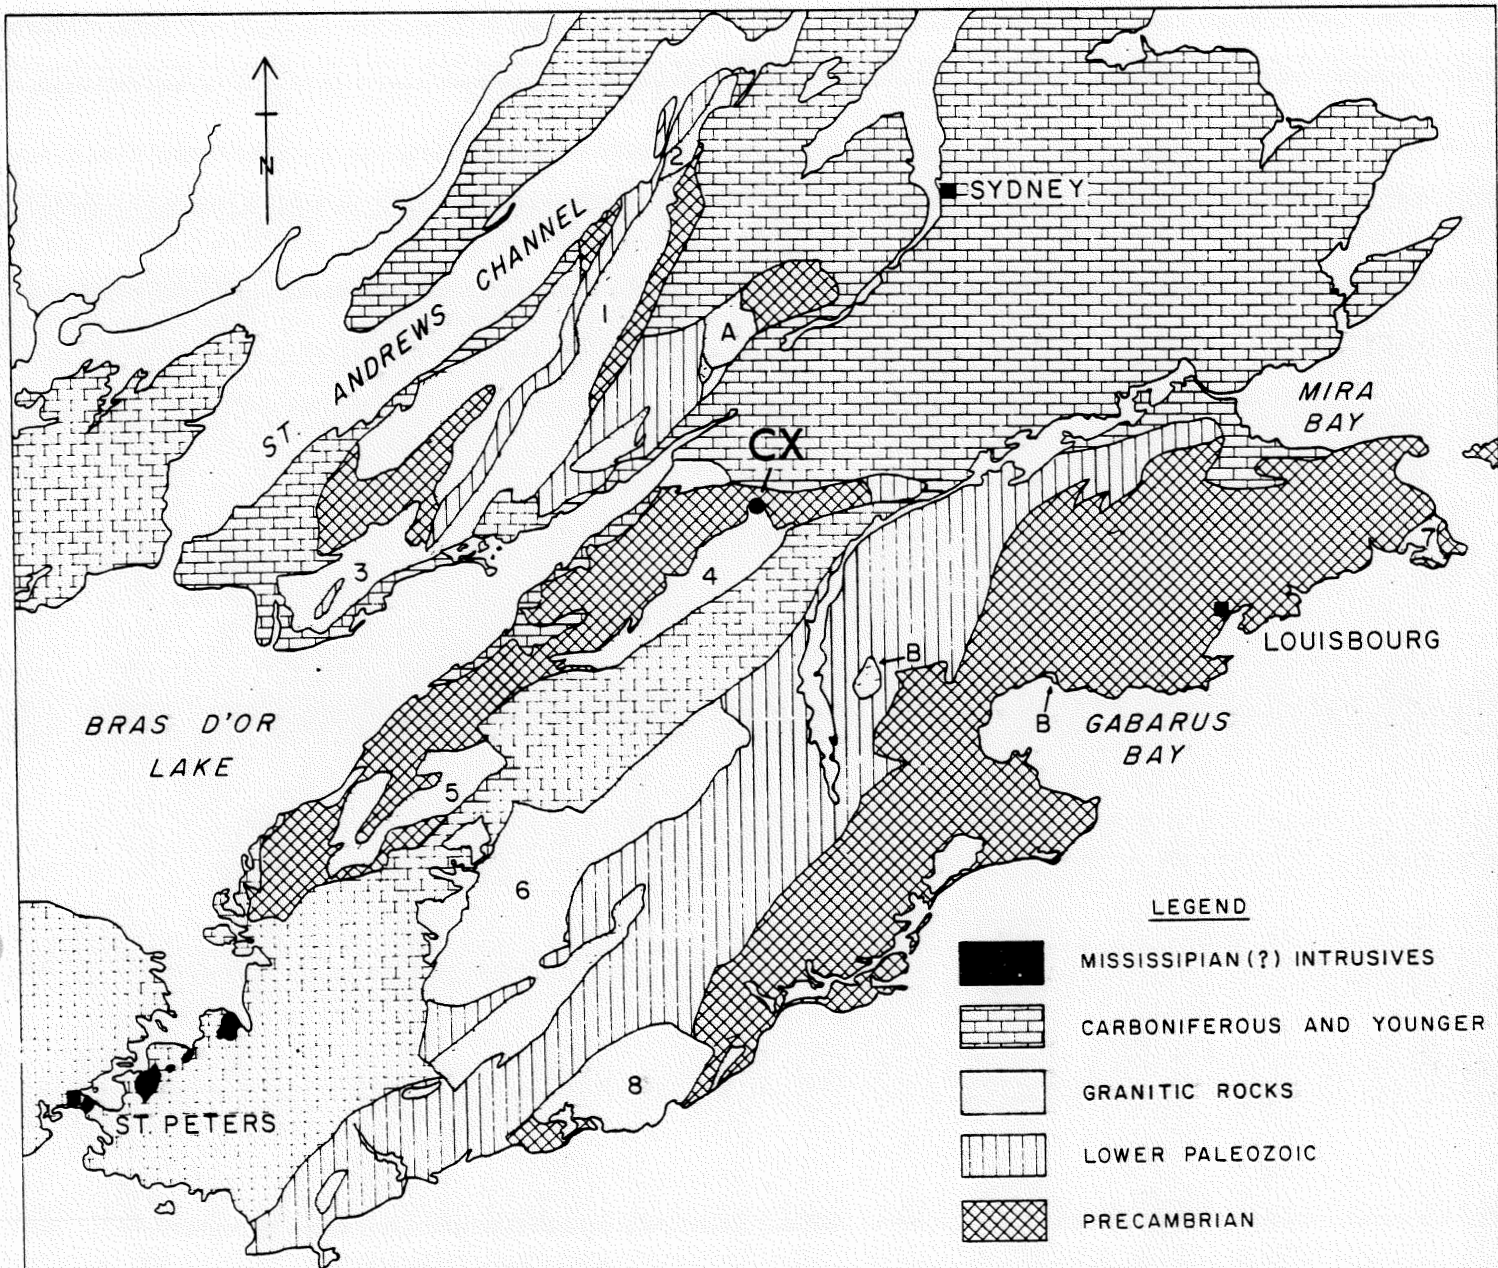 N
SYDNEY
2
ST. ANDREWS CHANNEL
1
A
MIRA
BAY
CX
3
4
7
LOUISBOURG
B
B
GABARUS
BAY
BRAS D'OR
LAKE
5
6
8
ST. PETERS
LEGEND
MISSISSIPIAN (?) INTRUSIVES
CARBONIFEROUS AND YOUNGER
GRANITIC ROCKS
LOWER PALEOZOIC
PRECAMBRIAN